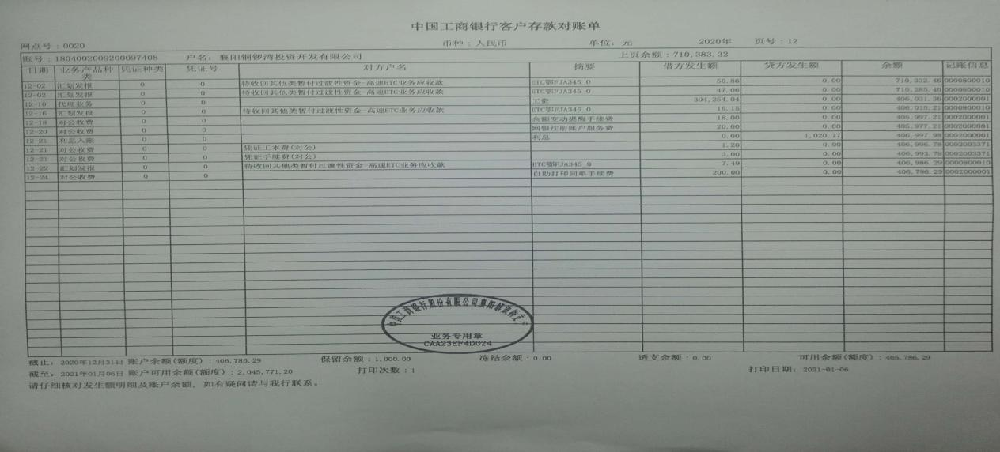 中国工商银行客户存款对账单
网点号：0020 币种：人民币 单位：元 2020年 页号：12
账号：1804002009200097408 户名：襄阳铜锣湾投资开发有限公司 上页余额：710,383.32
日期 业务产品种类 凭证种类 凭证号 对方户名 摘要 借方发生额 贷方发生额 余额 记账信息
12-02 汇划发报 0 0 待收回其他类暂付过渡性资金-高速ETC业务应收款 ETC鄂FJA345_0 50.86 0.00 710,332.46 0000800010
12-02 汇划发报 0 0 待收回其他类暂付过渡性资金-高速ETC业务应收款 ETC鄂FJA345_0 47.06 0.00 710,285.40 0000800010
12-10 代理业务 0 0 工资 304,254.04 0.00 406,031.36 0002000001
12-16 汇划发报 0 0 待收回其他类暂付过渡性资金-高速ETC业务应收款 ETC鄂FJA345_0 16.15 0.00 406,015.21 0000800010
12-18 对公收费 0 0 余额变动提醒手续费 18.00 0.00 405,997.21 0002000001
12-20 对公收费 0 0 网银注册账户服务费 20.00 0.00 405,977.21 0002000001
12-21 利息入账 0 0 利息 0.00 1,020.77 406,997.98 0002000001
12-21 对公收费 0 0 凭证工本费(对公) 1.20 0.00 406,996.78 0002003371
12-21 对公收费 0 0 凭证手续费(对公) 3.00 0.00 406,993.78 0002003371
12-22 汇划发报 0 0 待收回其他类暂付过渡性资金-高速ETC业务应收款 ETC鄂FJA345_0 7.49 0.00 406,986.29 0000800010
12-24 对公收费 0 0 自助打印回单手续费 200.00 0.00 406,786.29 0002000001
中国工商银行股份有限公司襄阳解放桥支行
业务专用章
CAA23EF4D024
截止：2020年12月31日 账户余额(额度)：406,786.29 保留余额：1,000.00 冻结余额：0.00 透支余额：0.00 可用余额(额度)：405,786.29
截至：2021年01月06日 账户可用余额(额度)：2,045,771.20 打印次数：1 打印日期：2021-01-06
请仔细核对发生额明细及账户余额，如有疑问请与我行联系。